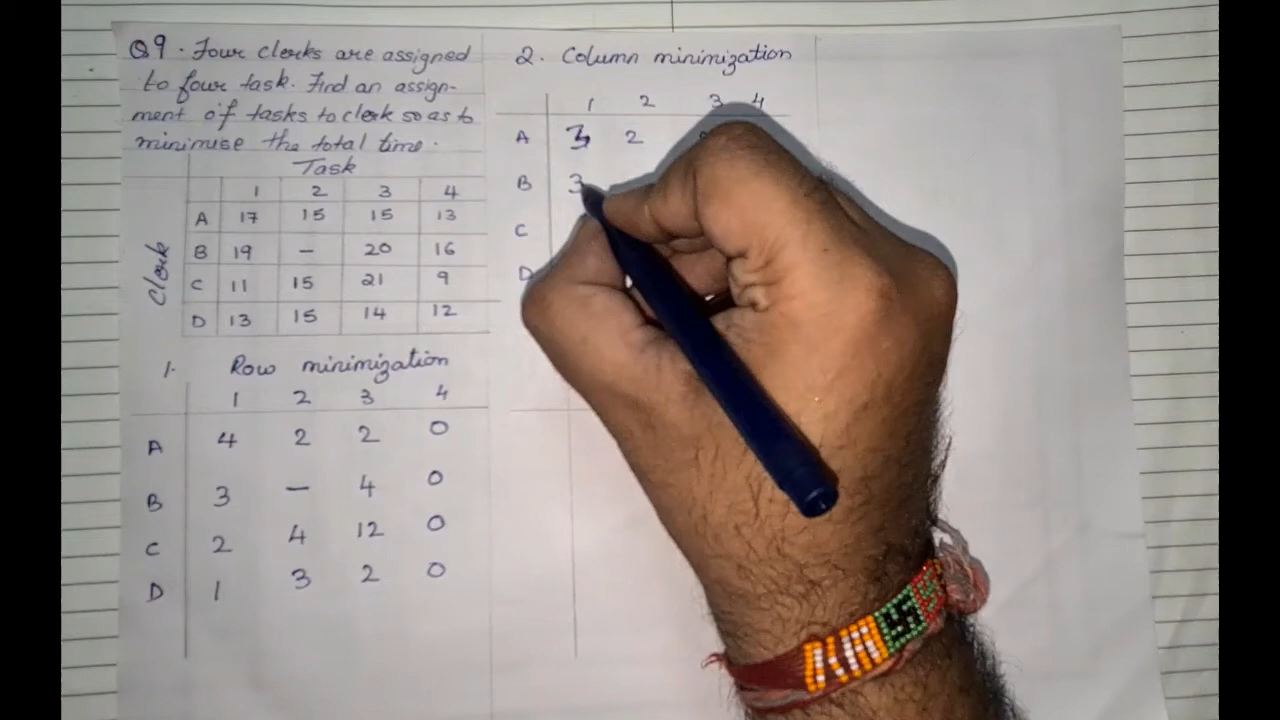 Q9. Four clerks are assigned
to four task. Find an assign-
ment of tasks to clerk so as to
minimise the total time.
Task
1 2 3 4
Clerk
A 17 15 15 13
B 19 — 20 16
C 11 15 21 9
D 13 15 14 12
1. Row minimization
1 2 3 4
A 4 2 2 0
B 3 — 4 0
C 2 4 12 0
D 1 3 2 0
2. Column minimization
1 2 3 4
A 3 2
B 3
C
D